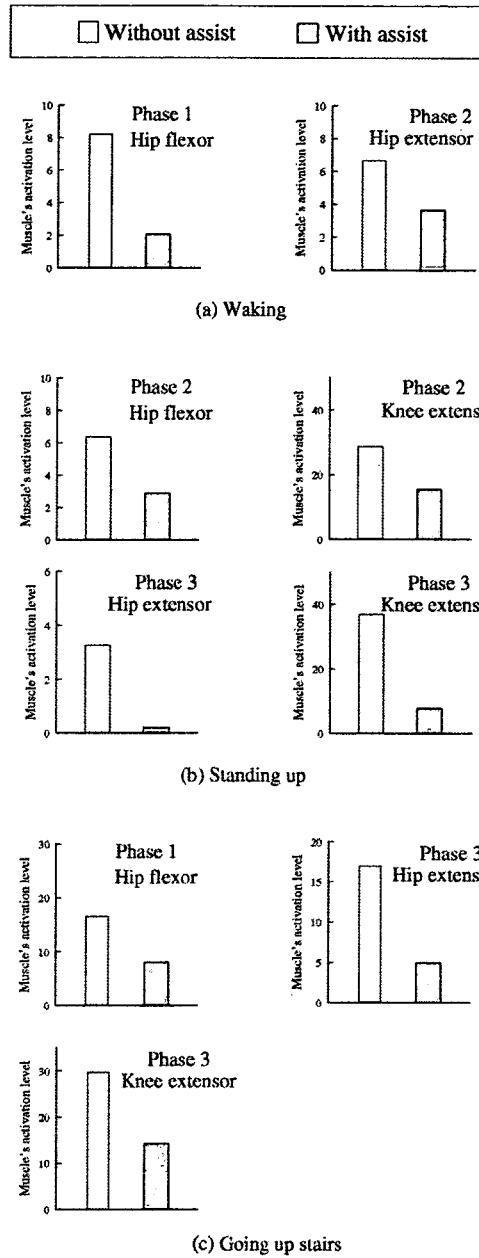 Without assist With assist
Phase 1
Hip flexor
Muscle's activation level
10
8
6
4
2
0
Phase 2
Hip extensor
Muscle's activation level
10
8
6
4
2
0
(a) Waking
Phase 2
Hip flexor
Muscle's activation level
10
8
6
4
2
0
Phase 2
Knee extens
Muscle's activation level
40
20
0
Phase 3
Hip extensor
Muscle's activation level
6
4
2
0
Phase 3
Knee extens
Muscle's activation level
40
20
0
(b) Standing up
Phase 1
Hip flexor
Muscle's activation level
30
20
10
0
Phase 3
Hip extens
Muscle's activation level
20
15
10
5
0
Phase 3
Knee extensor
Muscle's activation level
30
20
10
0
(c) Going up stairs